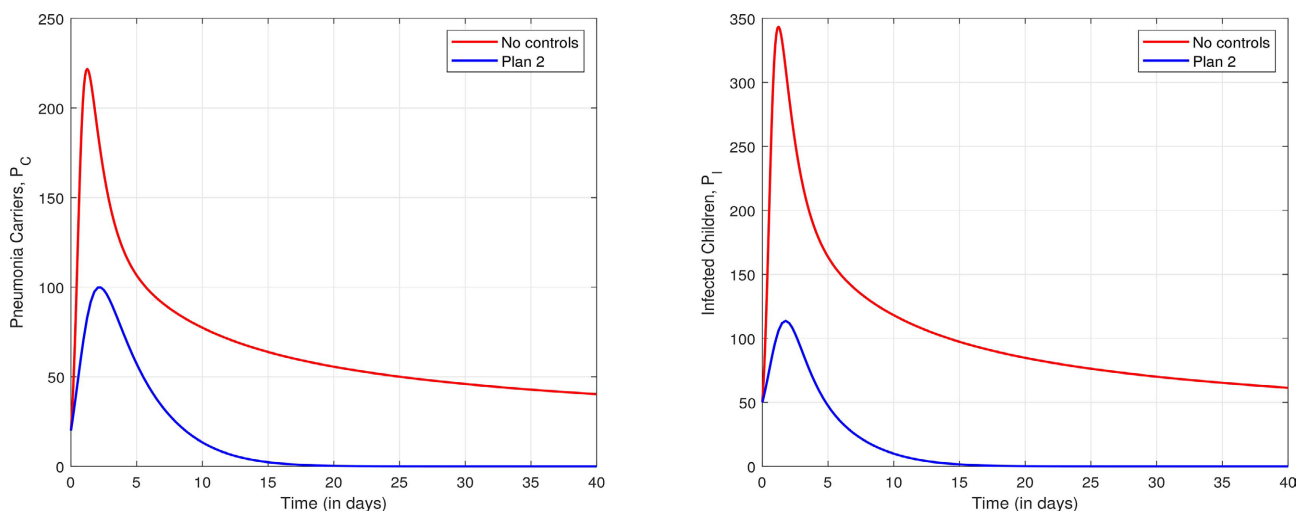 250
200
150
100
50
0
Pneumonia Carriers, P_C
No controls
Plan 2
0 5 10 15 20 25 30 35 40
Time (in days)
350
300
250
200
150
100
50
0
Infected Children, P_I
No controls
Plan 2
0 5 10 15 20 25 30 35 40
Time (in days)